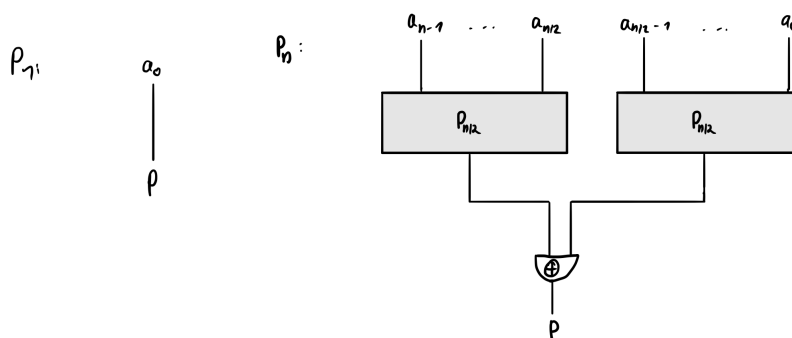 P₁:
a₀
p
Pₙ:
aₙ₋₁ ... aₙ/₂
aₙ/₂₋₁ ... a₀
Pₙ/₂
Pₙ/₂
⊕
p